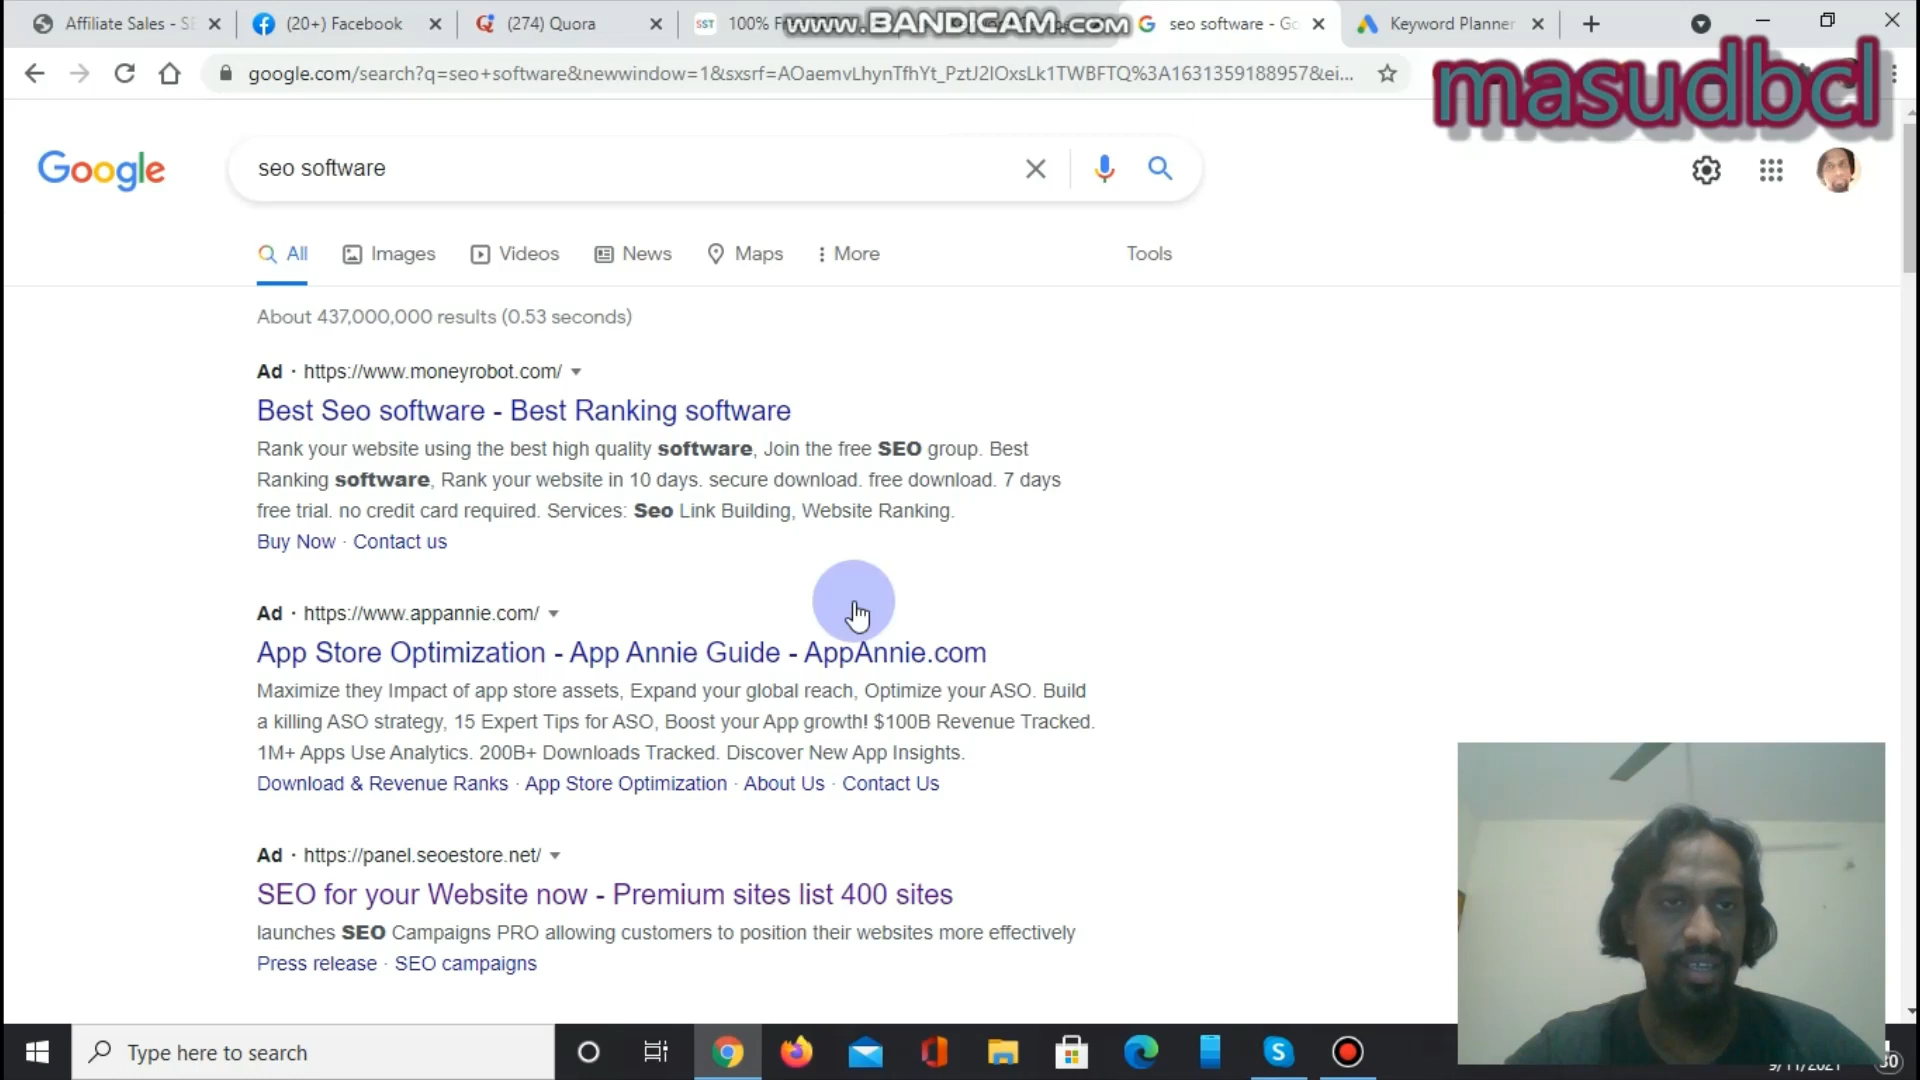 Affiliate Sales - SE
(20+) Facebook
(274) Quora
SST 100% F
www.BANDICAM.com
seo software - Go
Keyword Planner
google.com/search?q=seo+software&newwindow=1&sxsrf=AOaemvLhynTfhYt_PztJ2IOxsLk1TWBFTQ%3A1631359188957&ei...
masudbcl
Google
seo software
All
Images
Videos
News
Maps
More
Tools
About 437,000,000 results (0.53 seconds)
Ad · https://www.moneyrobot.com/
Best Seo software - Best Ranking software
Rank your website using the best high quality software, Join the free SEO group. Best
Ranking software, Rank your website in 10 days. secure download. free download. 7 days
free trial. no credit card required. Services: Seo Link Building, Website Ranking.
Buy Now · Contact us
Ad · https://www.appannie.com/
App Store Optimization - App Annie Guide - AppAnnie.com
Maximize they Impact of app store assets, Expand your global reach, Optimize your ASO. Build
a killing ASO strategy, 15 Expert Tips for ASO, Boost your App growth! $100B Revenue Tracked.
1M+ Apps Use Analytics. 200B+ Downloads Tracked. Discover New App Insights.
Download & Revenue Ranks · App Store Optimization · About Us · Contact Us
Ad · https://panel.seoestore.net/
SEO for your Website now - Premium sites list 400 sites
launches SEO Campaigns PRO allowing customers to position their websites more effectively
Press release · SEO campaigns
Type here to search
9/11/2021
30